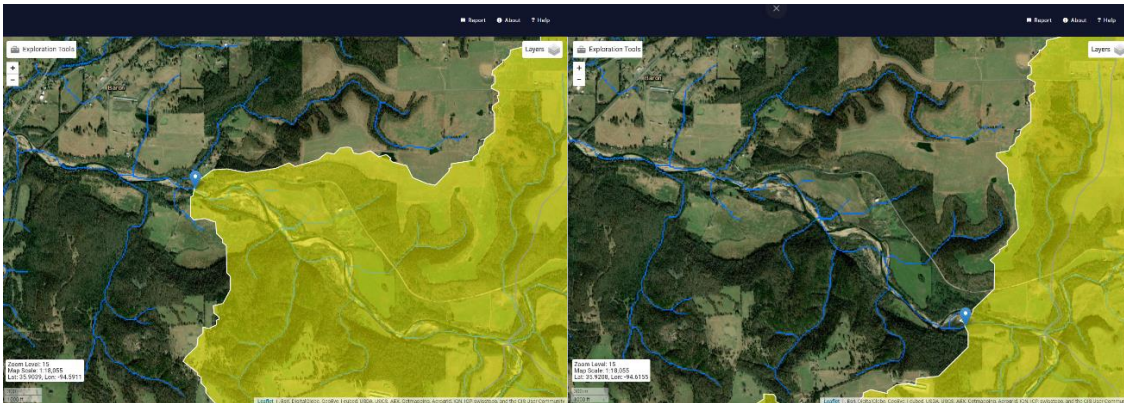 Report About ? Help
Exploration Tools
Layers
+
−
Baron
Zoom Level: 15
Map Scale: 1:18,055
Lat: 35.9039, Lon: -94.5911
Report About ? Help
Exploration Tools
Layers
+
−
Baron
Zoom Level: 15
Map Scale: 1:18,055
Lat: 35.9208, Lon: -94.6155